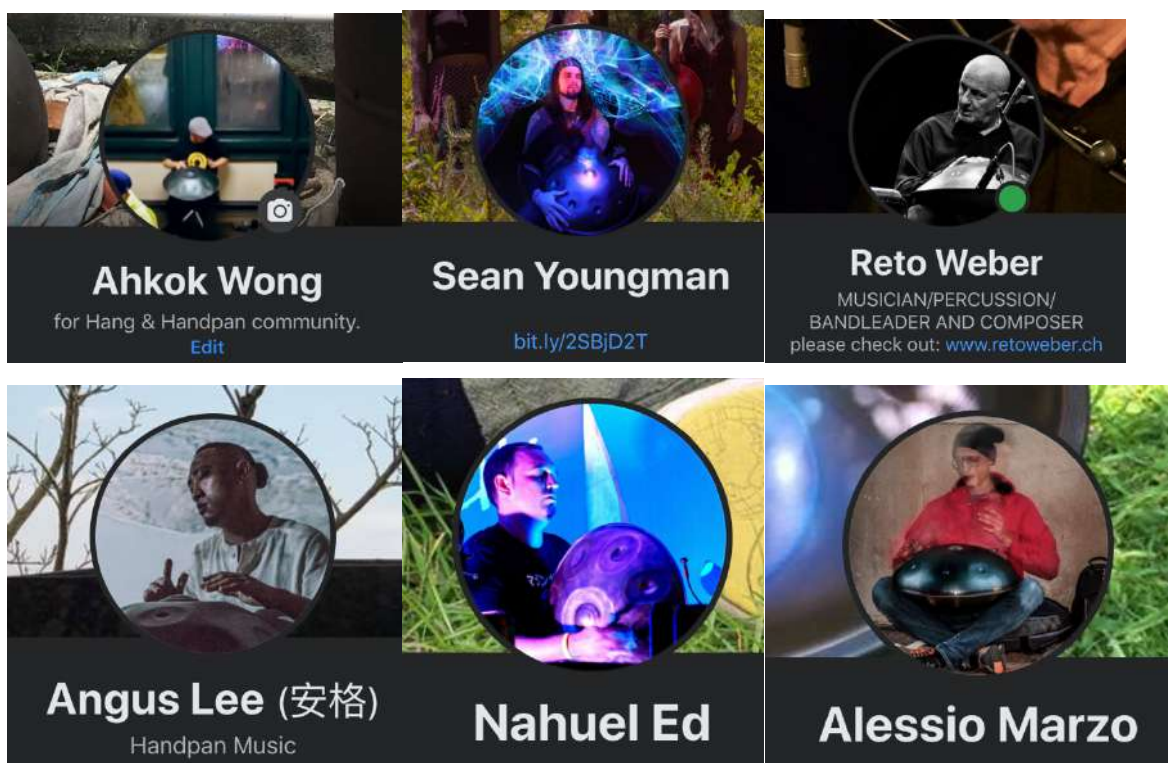 Ahkok Wong
for Hang & Handpan community.
Edit
Sean Youngman
bit.ly/2SBjD2T
Reto Weber
MUSICIAN/PERCUSSION/
BANDLEADER AND COMPOSER
please check out: www.retoweber.ch
Angus Lee (安格)
Handpan Music
Nahuel Ed
Alessio Marzo